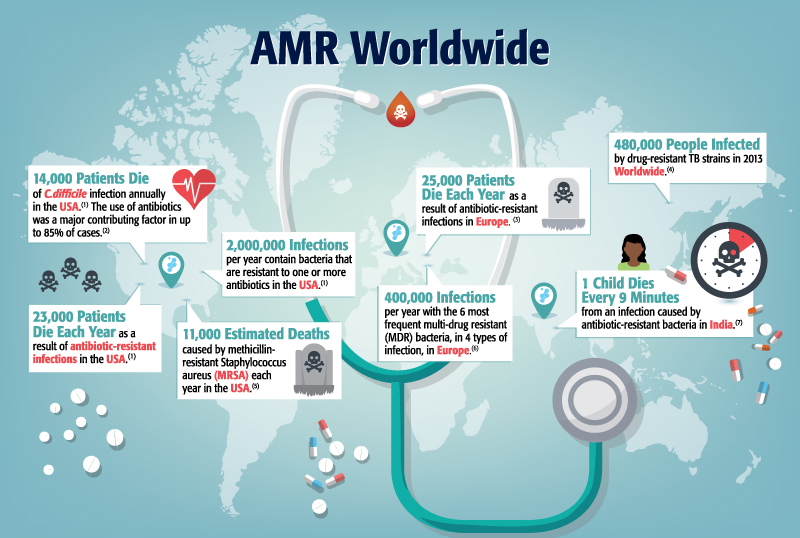 AMR Worldwide
14,000 Patients Die
of C.difficile infection annually
in the USA.(1) The use of antibiotics
was a major contributing factor in up
to 85% of cases.(2)
2,000,000 Infections
per year contain bacteria that
are resistant to one or more
antibiotics in the USA.(1)
23,000 Patients
Die Each Year as a
result of antibiotic-resistant
infections in the USA.(1)
11,000 Estimated Deaths
caused by methicillin-
resistant Staphylococcus
aureus (MRSA) each
year in the USA.(5)
25,000 Patients
Die Each Year as a
result of antibiotic-resistant
infections in Europe. (3)
400,000 Infections
per year with the 6 most
frequent multi-drug resistant
(MDR) bacteria, in 4 types of
infection, in Europe.(6)
480,000 People Infected
by drug-resistant TB strains in 2013
Worldwide.(4)
1 Child Dies
Every 9 Minutes
from an infection caused by
antibiotic-resistant bacteria in India.(7)